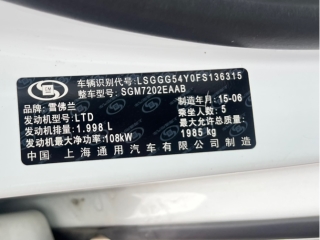 车辆识别代号: LSGGG54Y0FS136315
整车型号: SGM7202EAAB
品牌: 雪佛兰 制造年月: 15-06
发动机型号: LTD 乘坐人数: 5
发动机排量: 1.998 L 最大允许总质量:
发动机最大净功率: 108kW 1985 kg
中国 上海通用汽车有限公司 制造